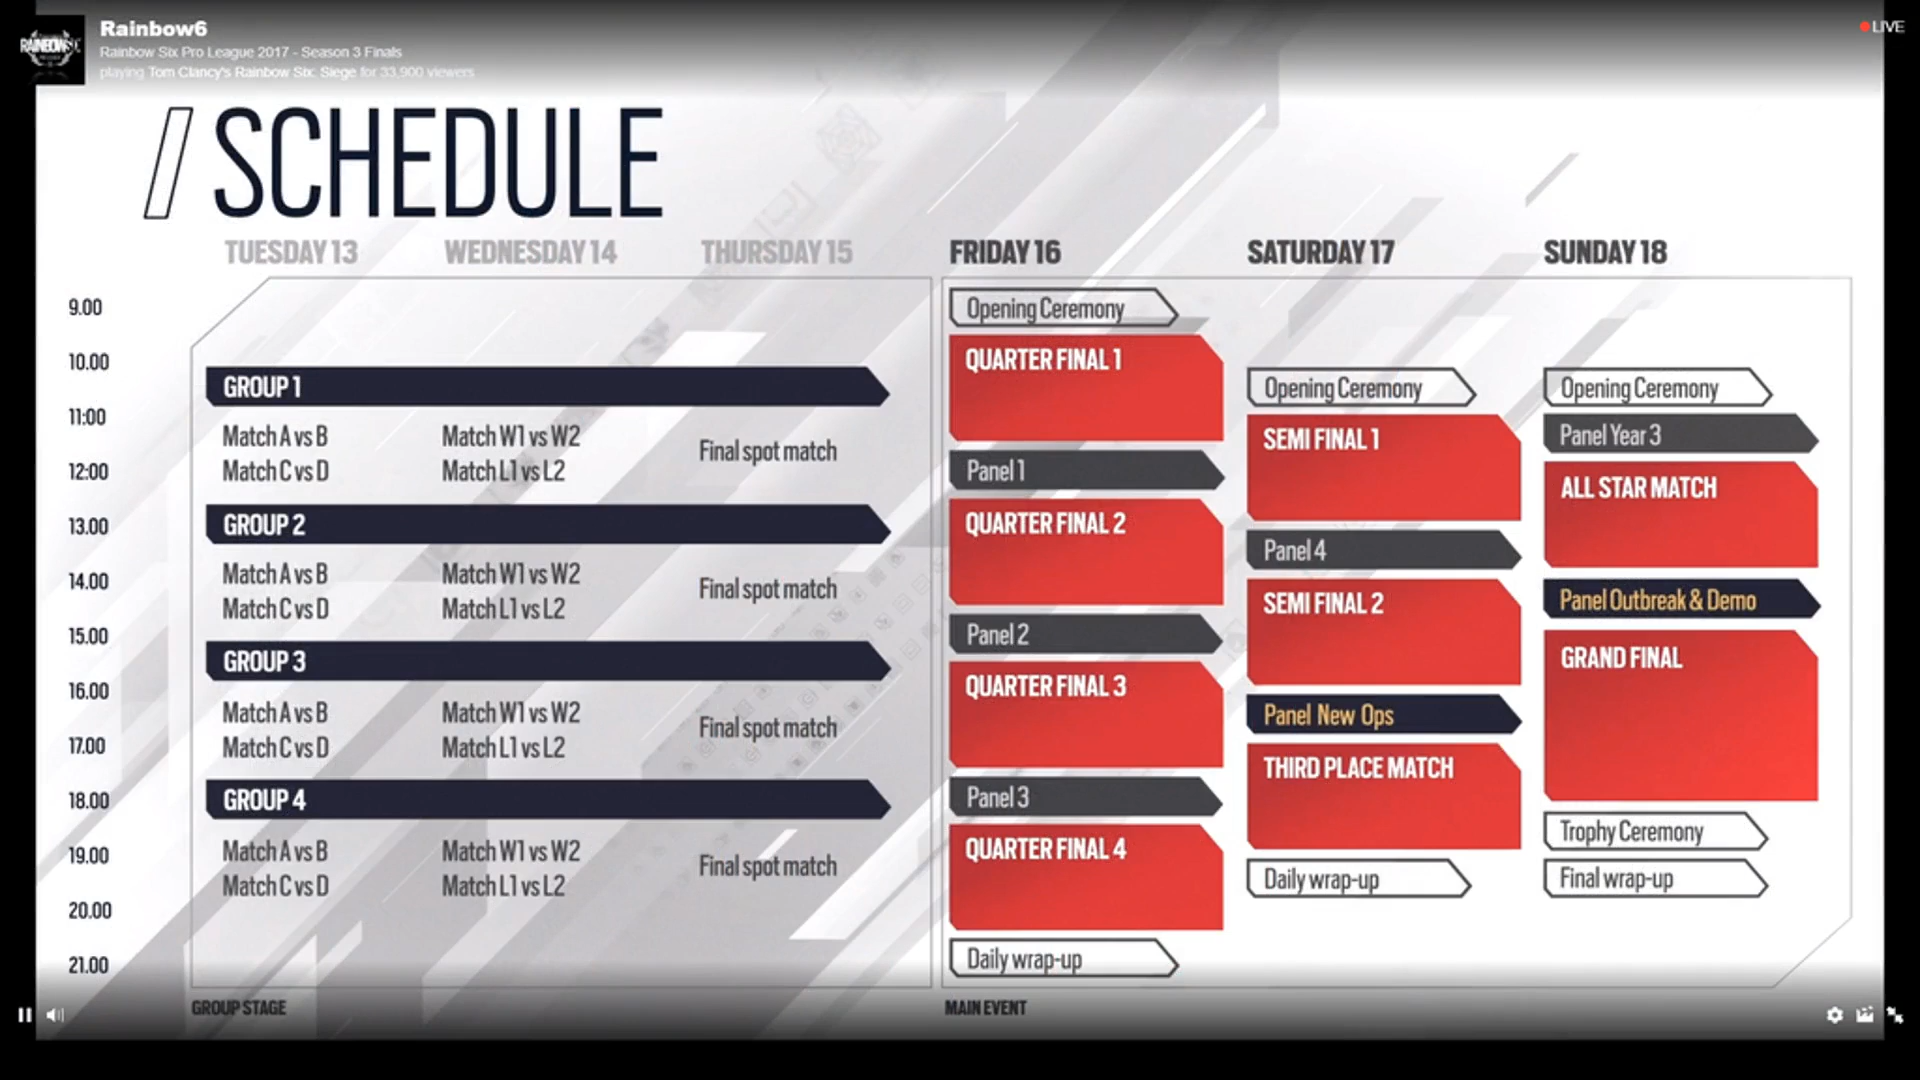 Rainbow6
Rainbow Six Pro League 2017 - Season 3 Finals
playing Tom Clancy's Rainbow Six: Siege for 33,900 viewers
LIVE
RAINBOW SIX
/ SCHEDULE
TUESDAY 13
WEDNESDAY 14
THURSDAY 15
FRIDAY 16
SATURDAY 17
SUNDAY 18
9.00
10.00
11:00
12:00
13.00
14.00
15.00
16.00
17.00
18.00
19.00
20.00
21.00
GROUP 1
Match A vs B
Match C vs D
Match W1 vs W2
Match L1 vs L2
Final spot match
GROUP 2
Match A vs B
Match C vs D
Match W1 vs W2
Match L1 vs L2
Final spot match
GROUP 3
Match A vs B
Match C vs D
Match W1 vs W2
Match L1 vs L2
Final spot match
GROUP 4
Match A vs B
Match C vs D
Match W1 vs W2
Match L1 vs L2
Final spot match
GROUP STAGE
Opening Ceremony
QUARTER FINAL 1
Panel 1
QUARTER FINAL 2
Panel 2
QUARTER FINAL 3
Panel 3
QUARTER FINAL 4
Daily wrap-up
Opening Ceremony
SEMI FINAL 1
Panel 4
SEMI FINAL 2
Panel New Ops
THIRD PLACE MATCH
Daily wrap-up
Opening Ceremony
Panel Year 3
ALL STAR MATCH
Panel Outbreak & Demo
GRAND FINAL
Trophy Ceremony
Final wrap-up
MAIN EVENT